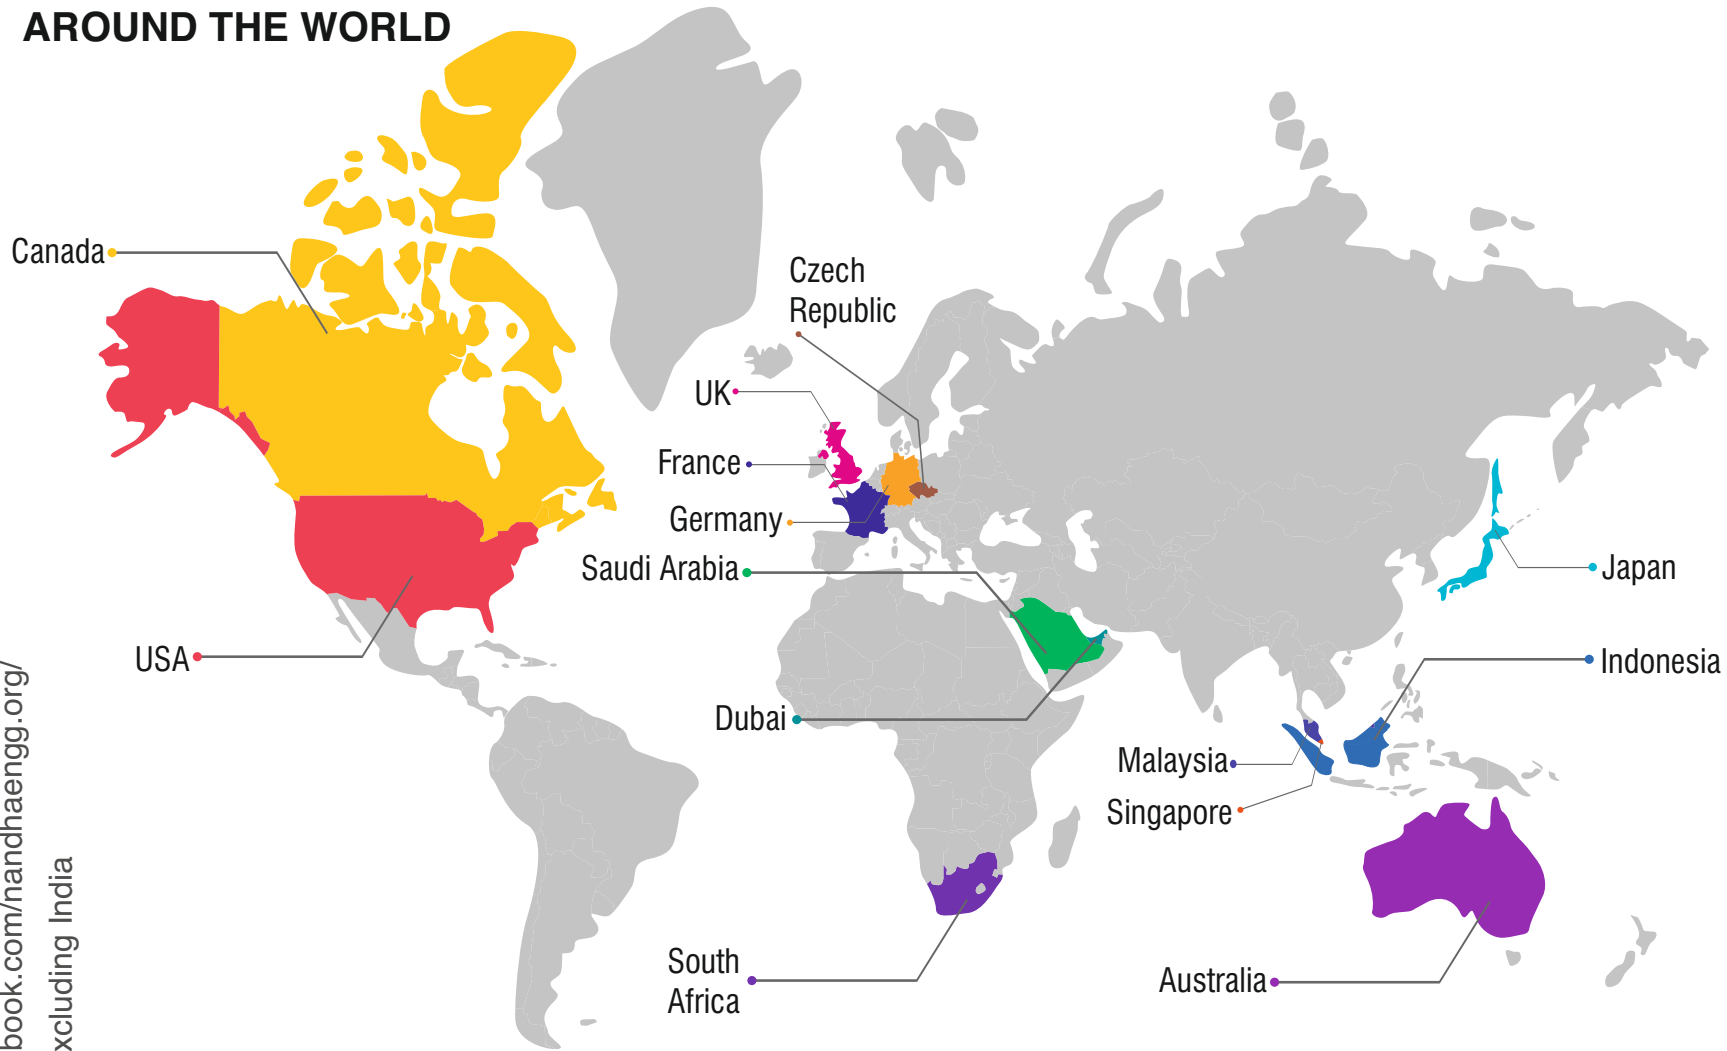 AROUND THE WORLD
Canada
Czech
Republic
UK
France
Germany
Saudi Arabia
Japan
USA
Indonesia
Dubai
Malaysia
Singapore
South
Africa
Australia
book.com/nandhaengg.org/
xcluding India